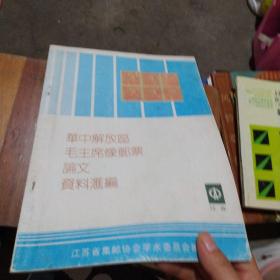 華中解放區
毛主席像郵票
論文
資料滙編
江苏省集邮协会学术委员会